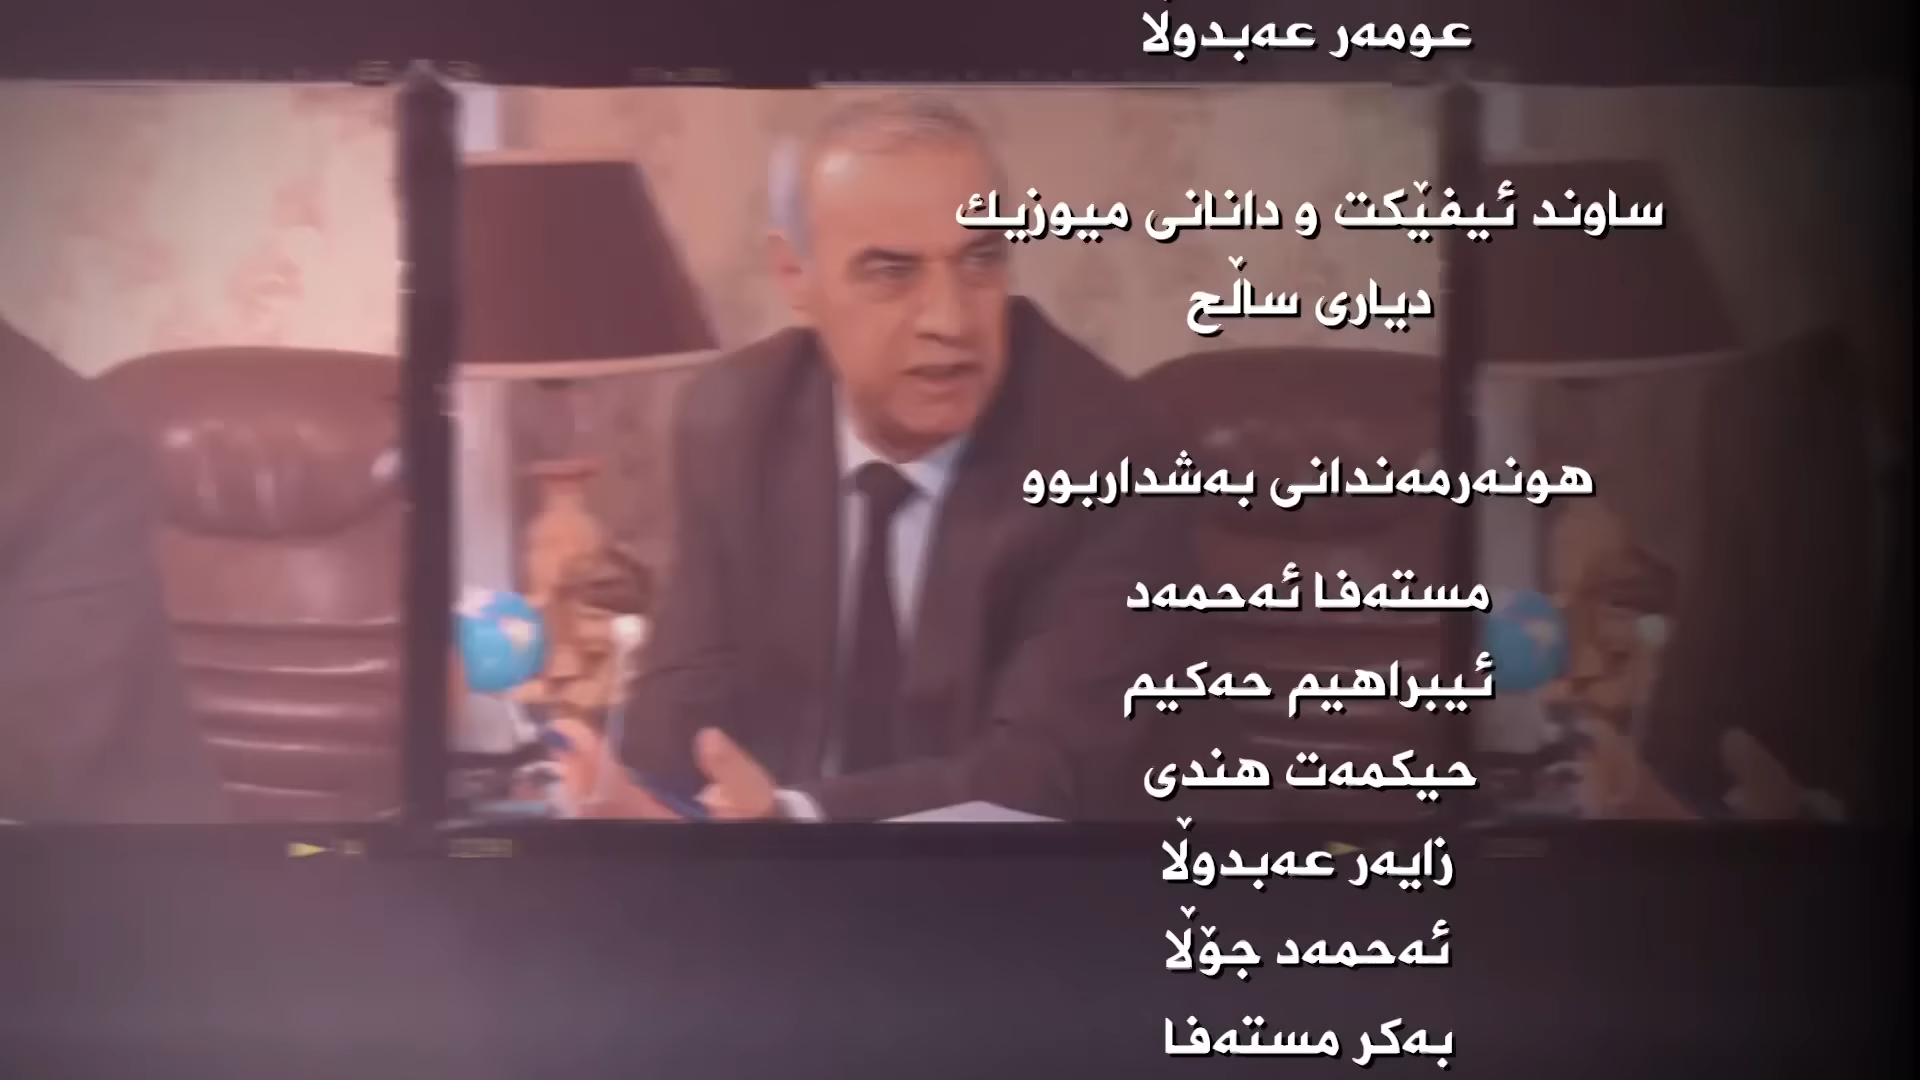 عومەر عەبدوڵا
ساوند ئیفێکت و دانانی میوزیك
دیاری ساڵح
هونەرمەندانی بەشداربوو
مستەفا ئەحمەد
ئیبراهیم حەکیم
حیکمەت هندی
زایەر عەبدوڵا
ئەحمەد جۆڵا
بەکر مستەفا